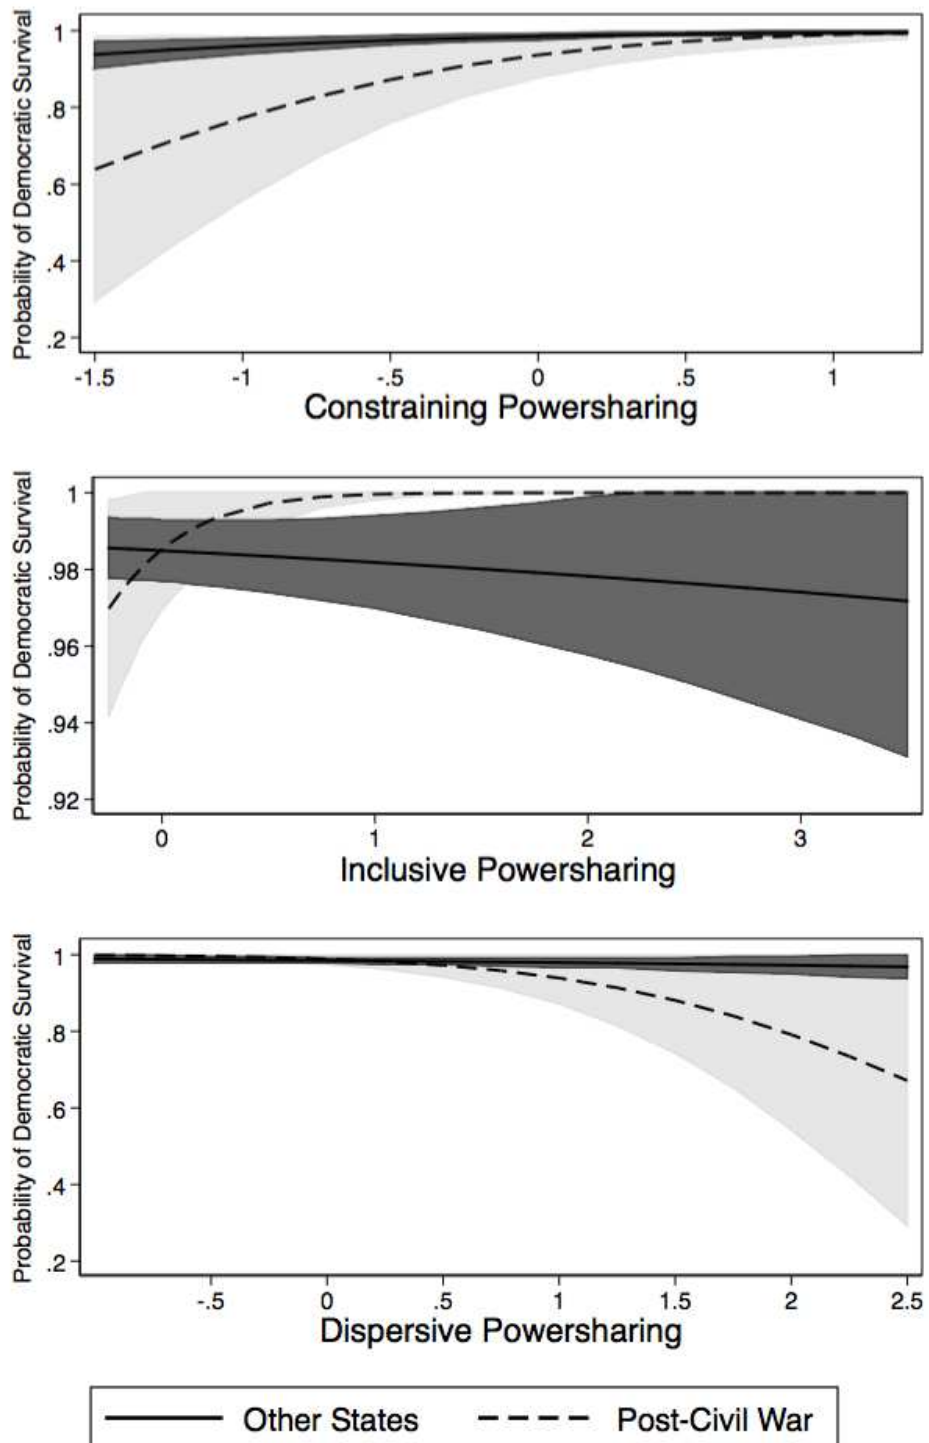 Probability of Democratic Survival
1
.8
.6
.4
.2
-1.5 -1 -.5 0 .5 1
Constraining Powersharing
Probability of Democratic Survival
1
.98
.96
.94
.92
0 1 2 3
Inclusive Powersharing
Probability of Democratic Survival
1
.8
.6
.4
.2
-.5 0 .5 1 1.5 2 2.5
Dispersive Powersharing
Other States Post-Civil War